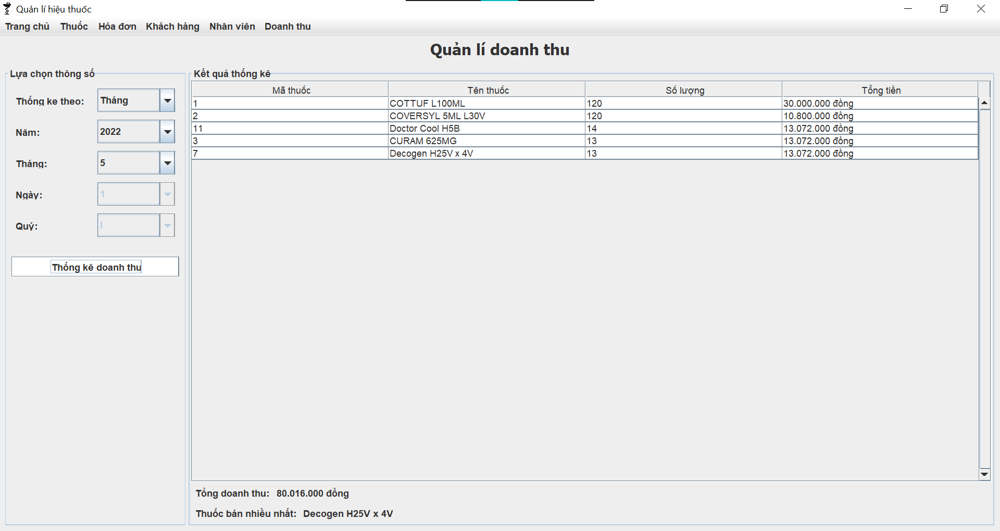 Quản lí hiệu thuốc
Trang chủ Thuốc Hóa đơn Khách hàng Nhân viên Doanh thu
Quản lí doanh thu
Lựa chọn thông số
Thống ke theo: Tháng
Năm: 2022
Tháng: 5
Ngày: 1
Quý: I
Thống kê doanh thu
Kết quả thống kê
Mã thuốc Tên thuốc Số lượng Tổng tiền
1 COTTUF L100ML 120 30.000.000 đồng
2 COVERSYL 5ML L30V 120 10.800.000 đồng
11 Doctor Cool H5B 14 13.072.000 đồng
3 CURAM 625MG 13 13.072.000 đồng
7 Decogen H25V x 4V 13 13.072.000 đồng
Tổng doanh thu: 80.016.000 đồng
Thuốc bán nhiều nhất: Decogen H25V x 4V